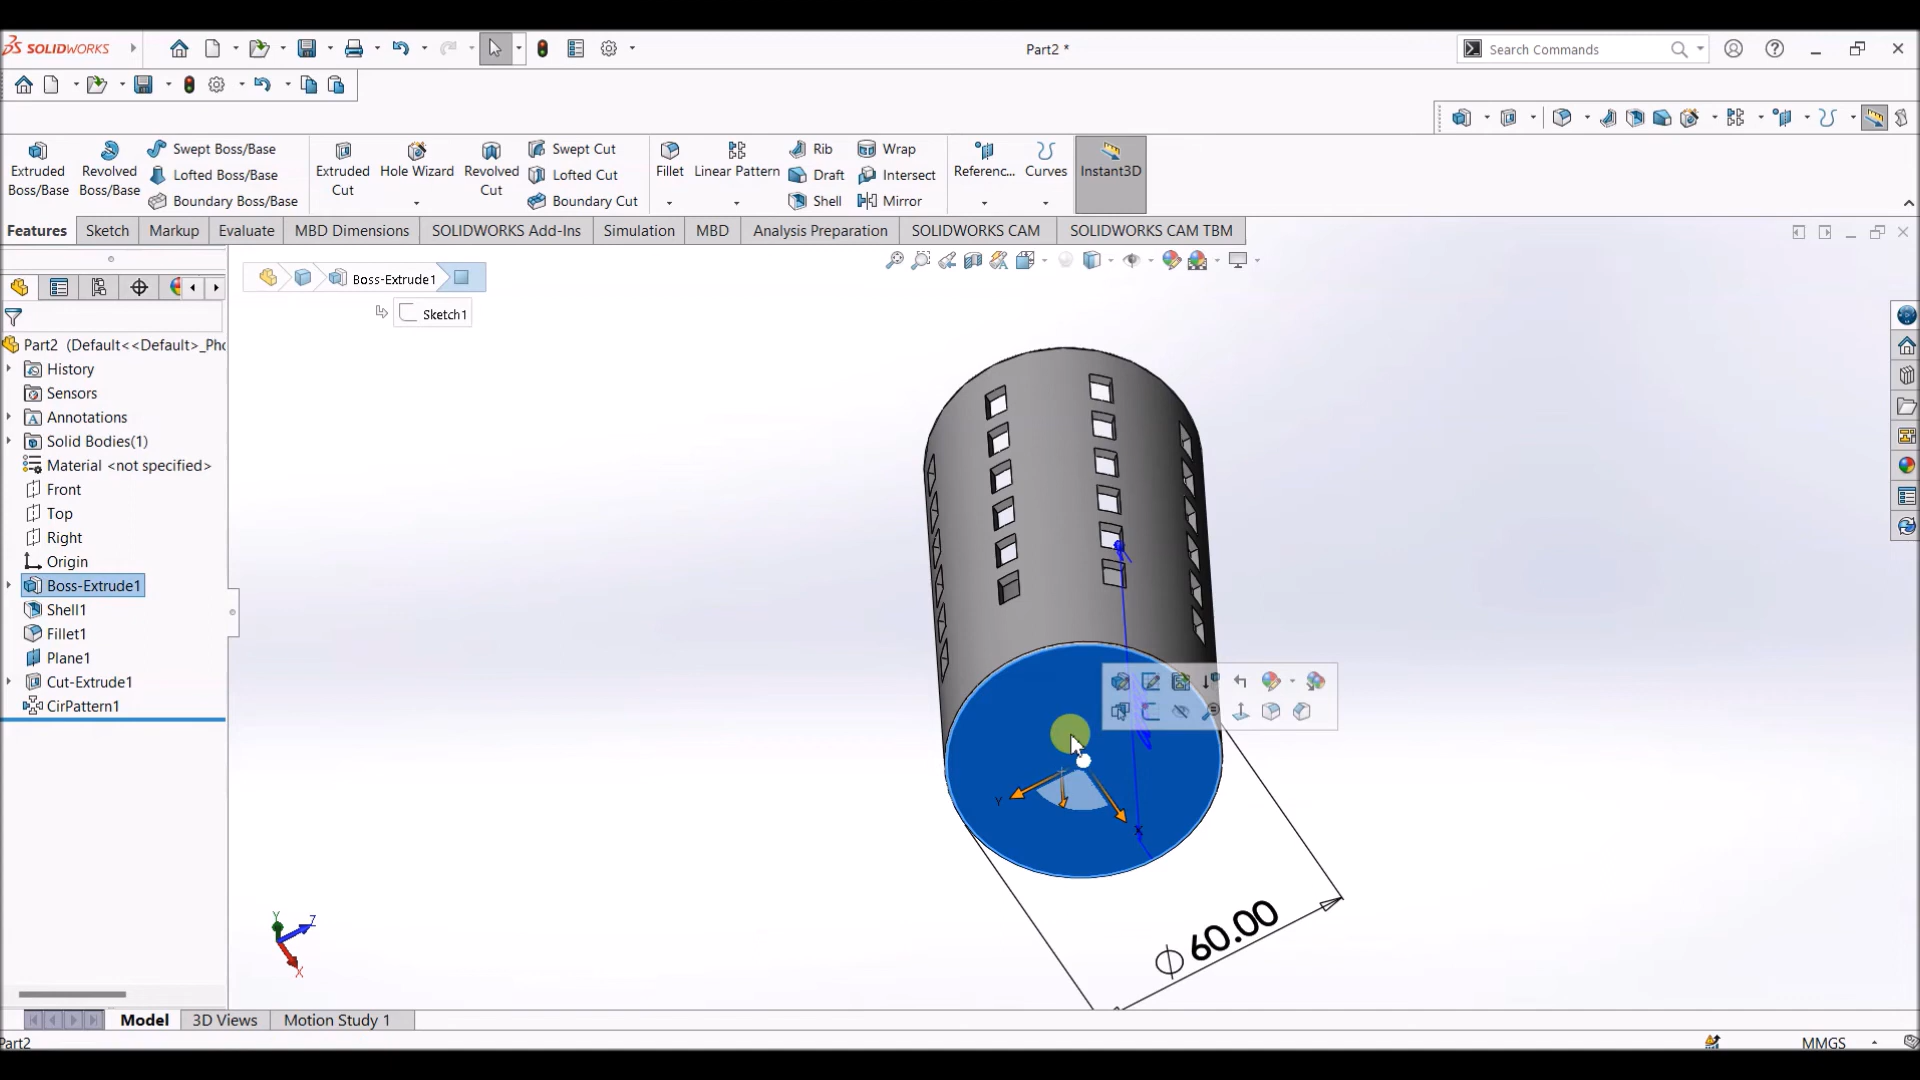 SOLIDWORKS
Part2 *
Search Commands
Extruded Boss/Base
Revolved Boss/Base
Swept Boss/Base
Lofted Boss/Base
Boundary Boss/Base
Extruded Cut
Hole Wizard
Revolved Cut
Swept Cut
Lofted Cut
Boundary Cut
Fillet
Linear Pattern
Rib
Draft
Shell
Wrap
Intersect
Mirror
Referenc...
Curves
Instant3D
Features
Sketch
Markup
Evaluate
MBD Dimensions
SOLIDWORKS Add-Ins
Simulation
MBD
Analysis Preparation
SOLIDWORKS CAM
SOLIDWORKS CAM TBM
Boss-Extrude1
Sketch1
Part2 (Default<<Default>_Pho
History
Sensors
Annotations
Solid Bodies(1)
Material <not specified>
Front
Top
Right
Origin
Boss-Extrude1
Shell1
Fillet1
Plane1
Cut-Extrude1
CirPattern1
Y
X
∅ 60.00
Y
Z
X
Model
3D Views
Motion Study 1
Part2
MMGS